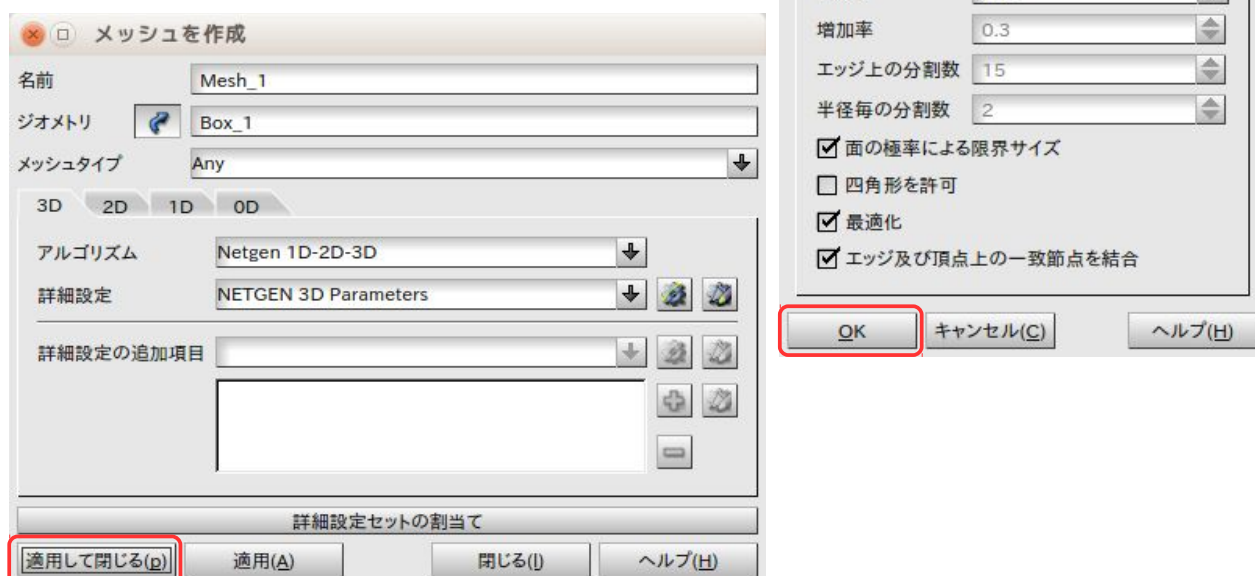 メッシュを作成
名前 Mesh_1
ジオメトリ Box_1
メッシュタイプ Any
3D 2D 1D 0D
アルゴリズム Netgen 1D-2D-3D
詳細設定 NETGEN 3D Parameters
詳細設定の追加項目
詳細設定セットの割当て
適用して閉じる(p) 適用(A) 閉じる(l) ヘルプ(H)
増加率 0.3
エッジ上の分割数 15
半径毎の分割数 2
面の極率による限界サイズ
四角形を許可
最適化
エッジ及び頂点上の一致節点を結合
OK キャンセル(C) ヘルプ(H)